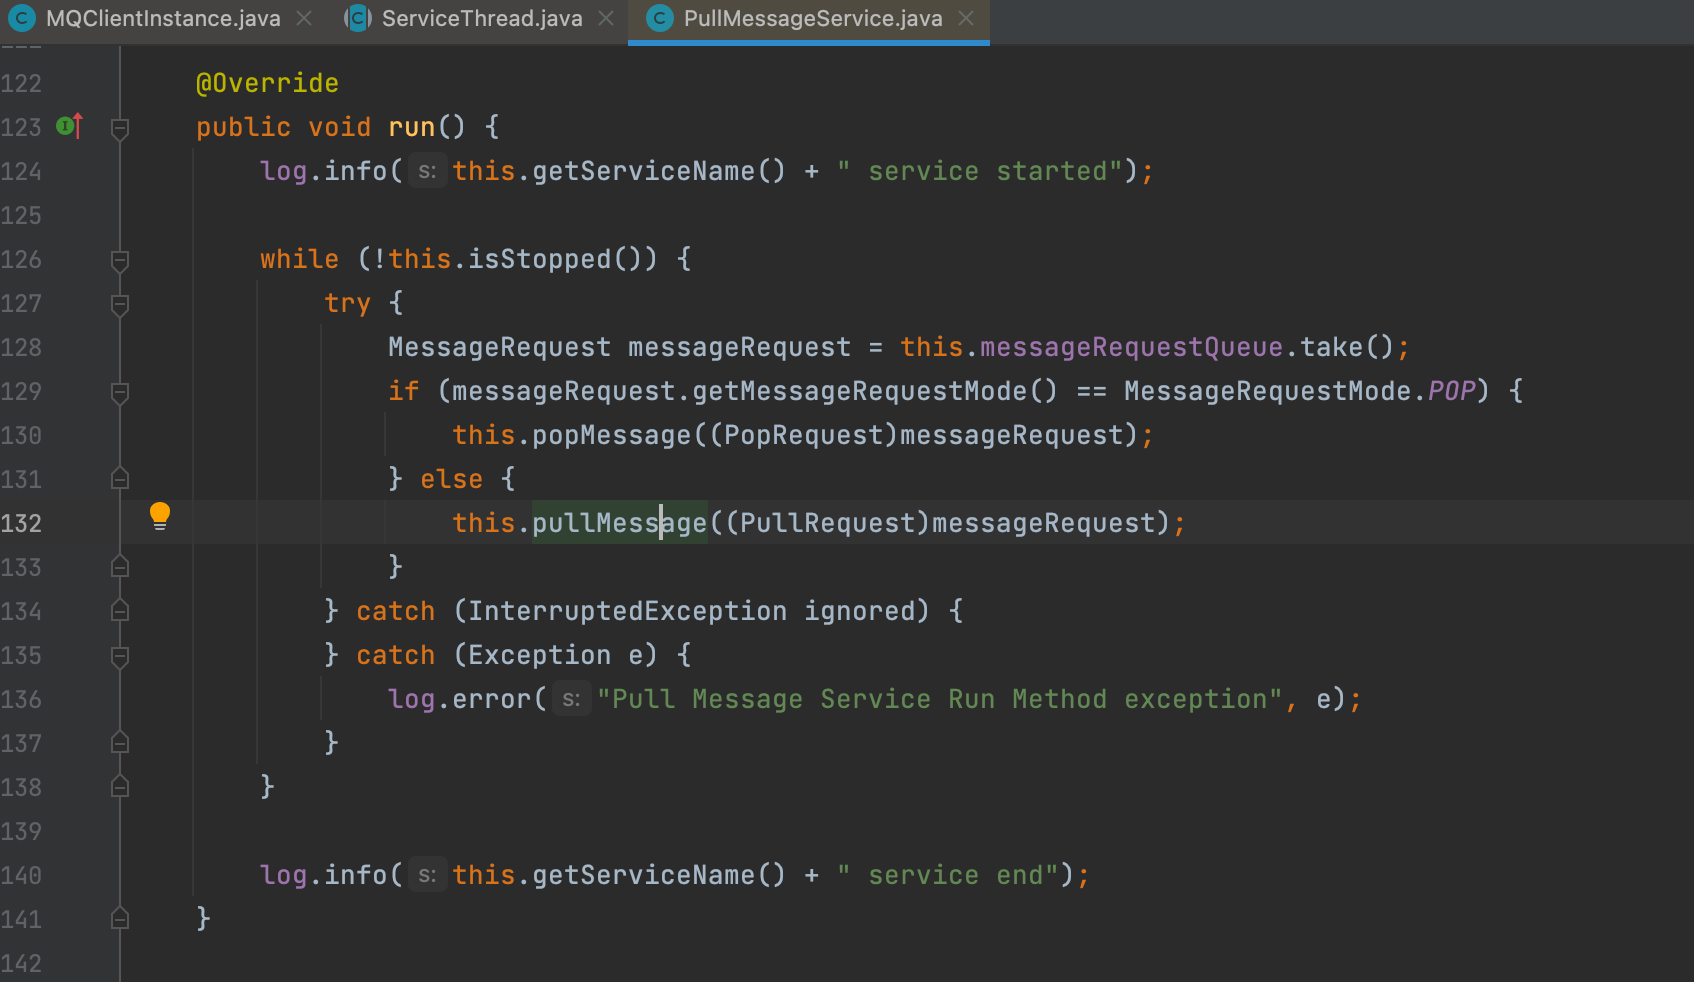 MQClientInstance.java ServiceThread.java PullMessageService.java
122 @Override
123 public void run() {
124 log.info( s: this.getServiceName() + " service started");
125
126 while (!this.isStopped()) {
127 try {
128 MessageRequest messageRequest = this.messageRequestQueue.take();
129 if (messageRequest.getMessageRequestMode() == MessageRequestMode.POP) {
130 this.popMessage((PopRequest)messageRequest);
131 } else {
132 this.pullMessage((PullRequest)messageRequest);
133 }
134 } catch (InterruptedException ignored) {
135 } catch (Exception e) {
136 log.error( s: "Pull Message Service Run Method exception", e);
137 }
138 }
139
140 log.info( s: this.getServiceName() + " service end");
141 }
142